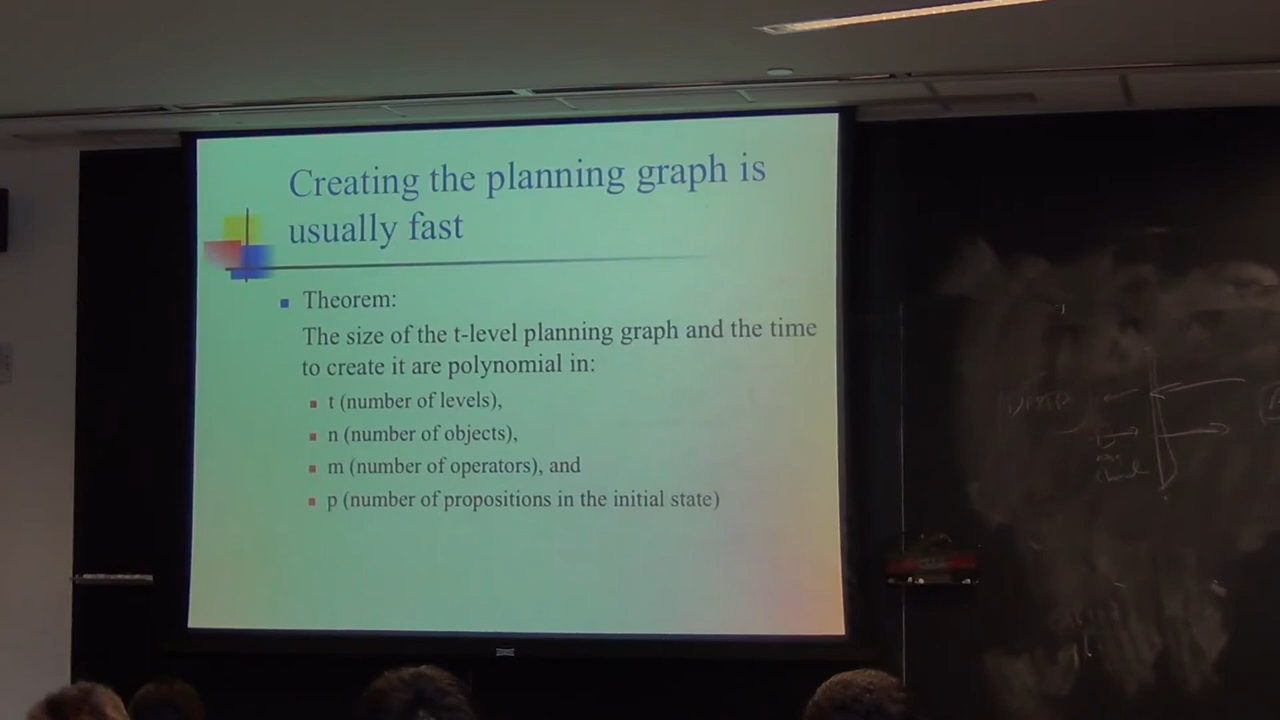 Creating the planning graph is
usually fast
Theorem:
The size of the t-level planning graph and the time
to create it are polynomial in:
t (number of levels),
n (number of objects),
m (number of operators), and
p (number of propositions in the initial state)